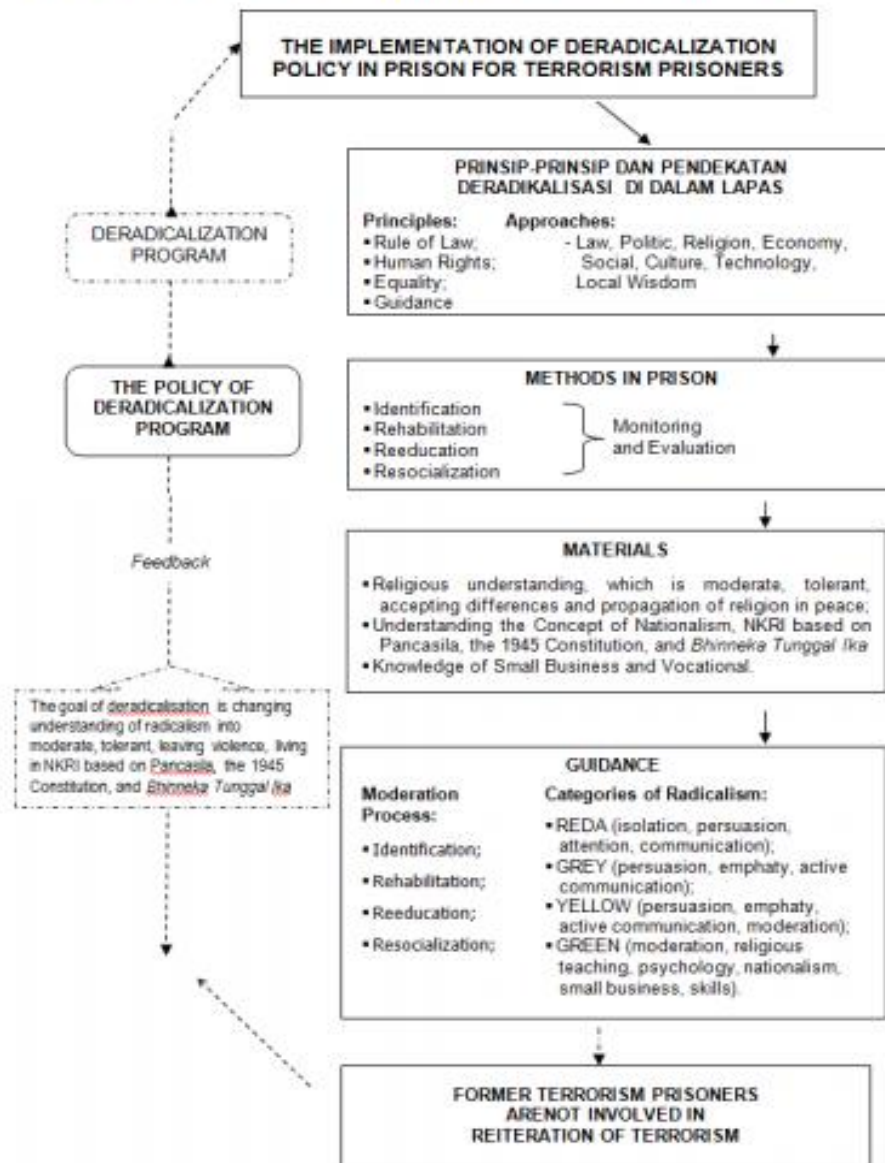 THE IMPLEMENTATION OF DERADICALIZATION
POLICY IN PRISON FOR TERRORISM PRISONERS
PRINSIP-PRINSIP DAN PENDEKATAN
DERADIKALISASI DI DALAM LAPAS
Principles:
▪ Rule of Law;
▪ Human Rights;
▪ Equality;
▪ Guidance
Approaches:
- Law, Politic, Religion, Economy,
Social, Culture, Technology,
Local Wisdom
DERADICALIZATION
PROGRAM
THE POLICY OF
DERADICALIZATION
PROGRAM
METHODS IN PRISON
▪ Identification
▪ Rehabilitation
▪ Reeducation
▪ Resocialization
Monitoring
and Evaluation
Feedback
MATERIALS
▪ Religious understanding, which is moderate, tolerant,
accepting differences and propagation of religion in peace;
▪ Understanding the Concept of Nationalism, NKRI based on
Pancasila, the 1945 Constitution, and Bhinneka Tunggal Ika
▪ Knowledge of Small Business and Vocational.
The goal of deradicalisation is changing
understanding of radicalism into
moderate, tolerant, leaving violence, living
in NKRI based on Pancasila, the 1945
Constitution, and Bhinneka Tunggal Ika
GUIDANCE
Moderation
Process:
▪ Identification;
▪ Rehabilitation;
▪ Reeducation;
▪ Resocialization;
Categories of Radicalism:
▪ REDA (isolation, persuasion,
attention, communication);
▪ GREY (persuasion, emphaty, active
communication);
▪ YELLOW (persuasion, emphaty,
active communication, moderation);
▪ GREEN (moderation, religious
teaching, psychology, nationalism,
small business, skills).
FORMER TERRORISM PRISONERS
ARENOT INVOLVED IN
REITERATION OF TERRORISM